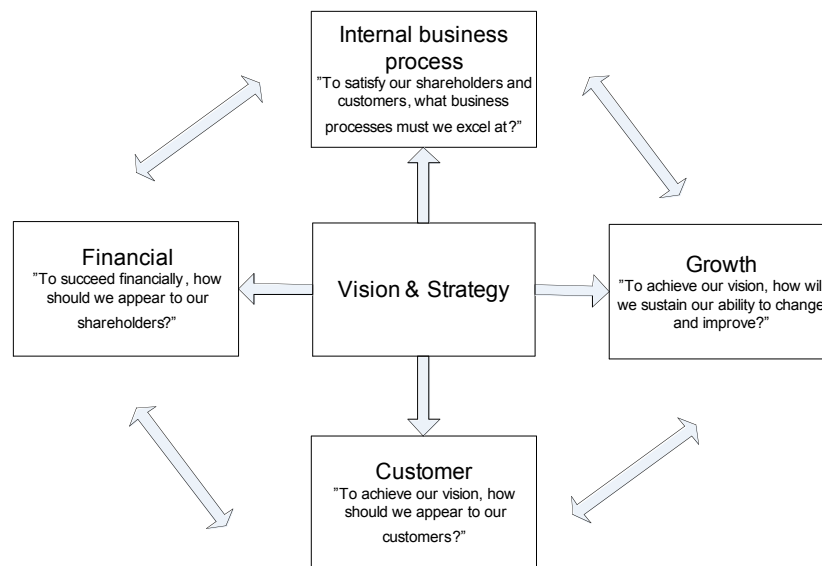 Internal business
process
”To satisfy our shareholders and
customers, what business
processes must we excel at?”
Financial
”To succeed financially, how
should we appear to our
shareholders?”
Vision & Strategy
Growth
”To achieve our vision, how wil
we sustain our ability to change
and improve?”
Customer
”To achieve our vision, how
should we appear to our
customers?”